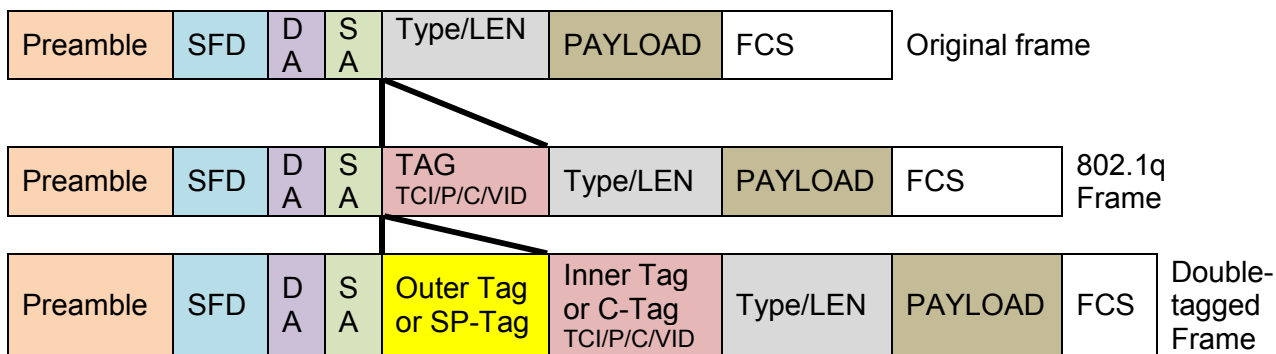 Preamble SFD D A S A Type/LEN PAYLOAD FCS Original frame
Preamble SFD D A S A TAG TCI/P/C/VID Type/LEN PAYLOAD FCS 802.1q Frame
Preamble SFD D A S A Outer Tag or SP-Tag Inner Tag or C-Tag TCI/P/C/VID Type/LEN PAYLOAD FCS Double-tagged Frame